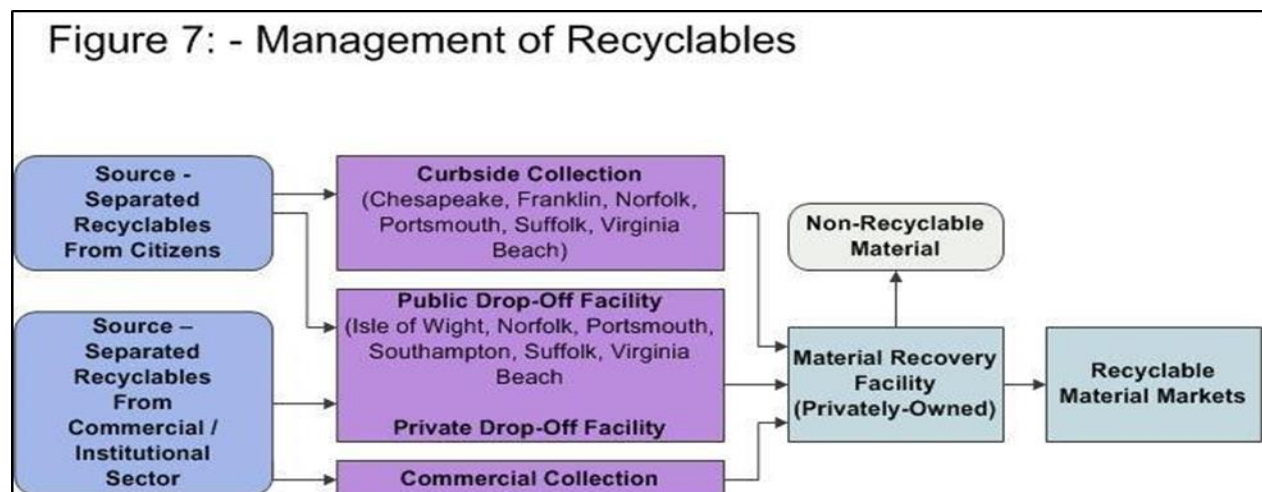 Figure 7: - Management of Recyclables
Source -
Separated
Recyclables
From Citizens
Curbside Collection
(Chesapeake, Franklin, Norfolk,
Portsmouth, Suffolk, Virginia
Beach)
Non-Recyclable
Material
Public Drop-Off Facility
(Isle of Wight, Norfolk, Portsmouth,
Southampton, Suffolk, Virginia
Beach
Private Drop-Off Facility
Source –
Separated
Recyclables
From
Commercial /
Institutional
Sector
Material Recovery
Facility
(Privately-Owned)
Recyclable
Material Markets
Commercial Collection